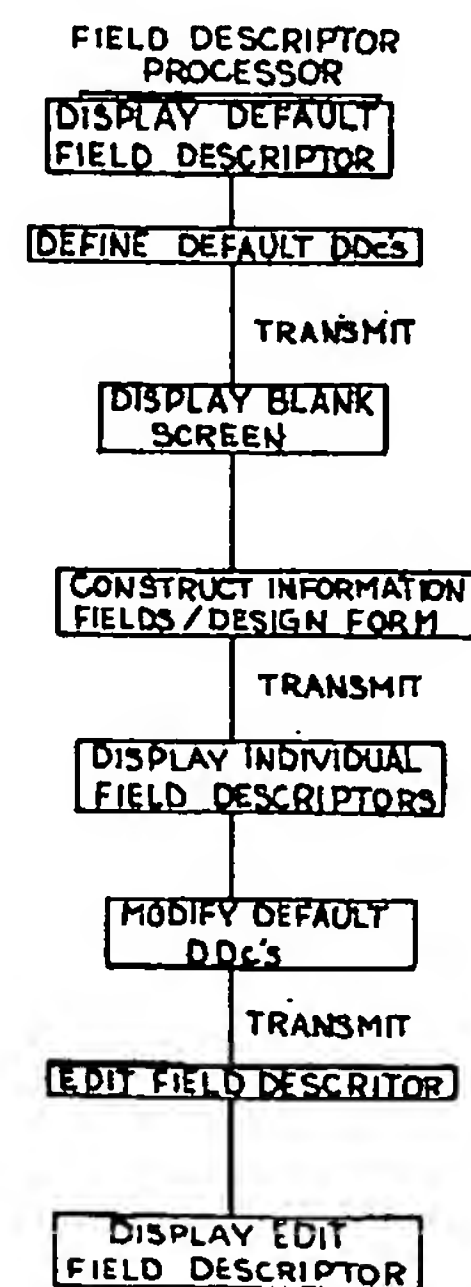 FIELD DESCRIPTOR
PROCESSOR
DISPLAY DEFAULT
FIELD DESCRIPTOR
DEFINE DEFAULT DDc's
TRANSMIT
DISPLAY BLANK
SCREEN
CONSTRUCT INFORMATION
FIELDS/DESIGN FORM
TRANSMIT
DISPLAY INDIVIDUAL
FIELD DESCRIPTORS
MODIFY DEFAULT
DDc's
TRANSMIT
EDIT FIELD DESCRITOR
DISPLAY EDIT
FIELD DESCRIPTOR